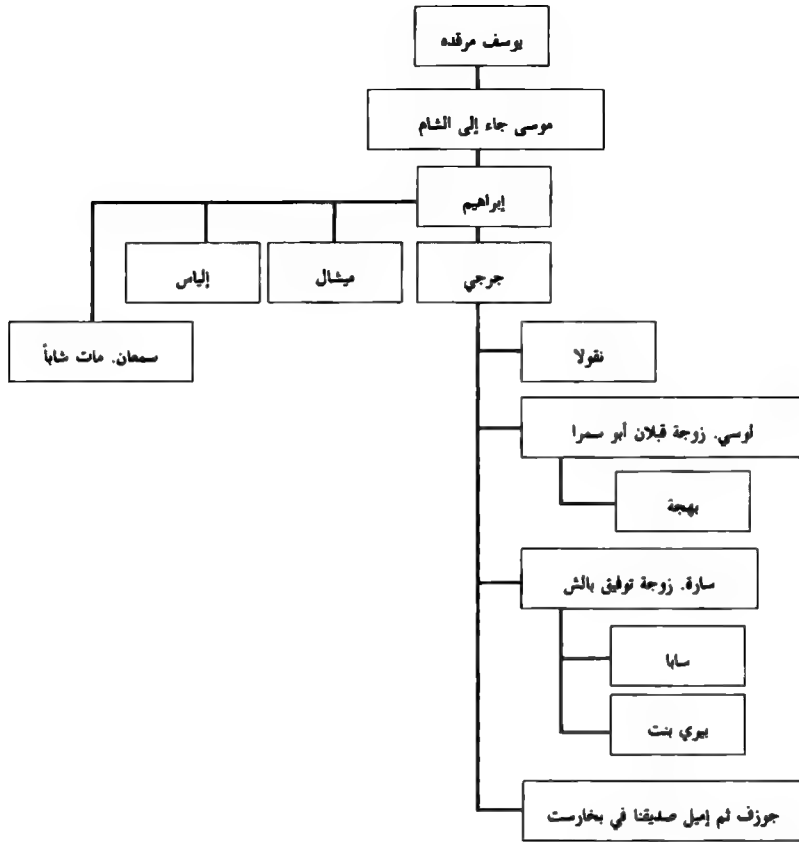 يوسف مرقده
موسى جاء إلى الشام
إبراهيم
جرجي
ميشال
إلياس
سمعان. مات شاباً
نقولا
لوسي. زوجة قبلان أبو سمرا
بهجة
سارة. زوجة توفيق بالش
سابا
بيري بنت
جوزف ثم إميل صديقنا في بخارست